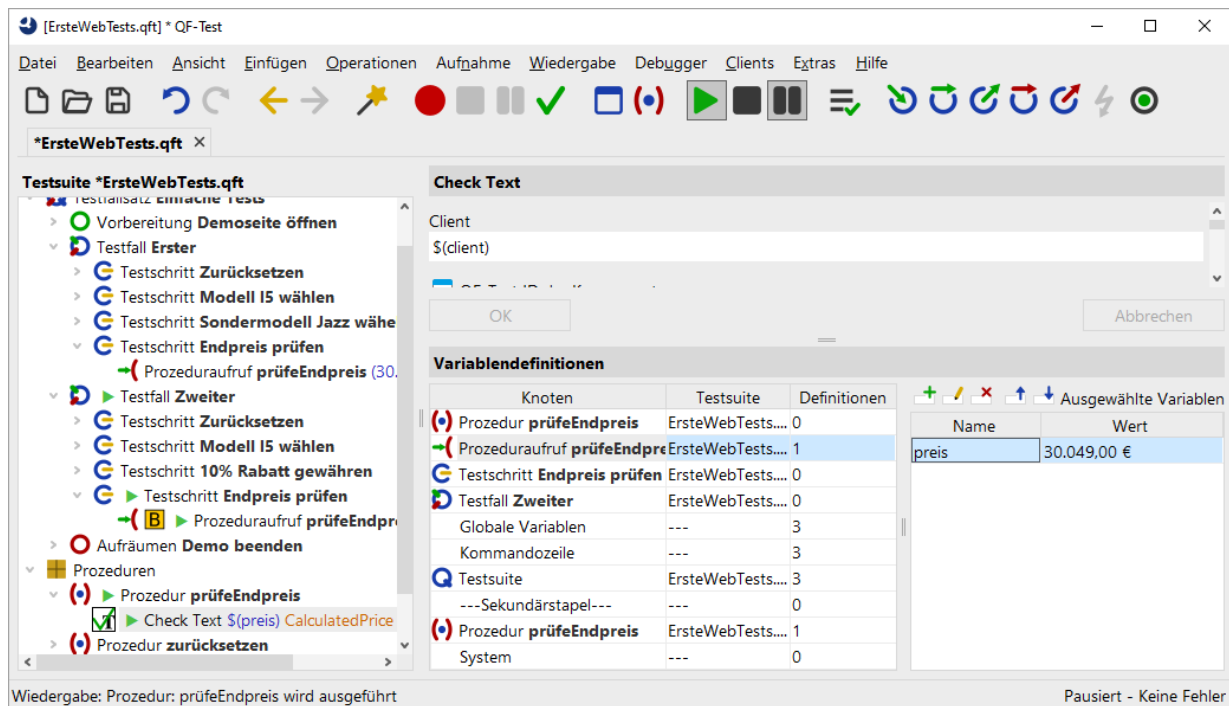 [ErsteWebTests.qft] * QF-Test
Datei Bearbeiten Ansicht Einfügen Operationen Aufnahme Wiedergabe Debugger Clients Extras Hilfe
*ErsteWebTests.qft
Testsuite *ErsteWebTests.qft
Testfallsatz Einfache Tests
Vorbereitung Demoseite öffnen
Testfall Erster
Testschritt Zurücksetzen
Testschritt Modell I5 wählen
Testschritt Sondermodell Jazz wähe
Testschritt Endpreis prüfen
Prozeduraufruf prüfeEndpreis (30.
Testfall Zweiter
Testschritt Zurücksetzen
Testschritt Modell I5 wählen
Testschritt 10% Rabatt gewähren
Testschritt Endpreis prüfen
B Prozeduraufruf prüfeEndpr
Aufräumen Demo beenden
Prozeduren
Prozedur prüfeEndpreis
Check Text $(preis) CalculatedPrice
Prozedur zurücksetzen
Check Text
Client
$(client)
OK Abbrechen
Variablendefinitionen
Knoten Testsuite Definitionen
Prozedur prüfeEndpreis ErsteWebTests.... 0
Prozeduraufruf prüfeEndpre ErsteWebTests.... 1
Testschritt Endpreis prüfen ErsteWebTests.... 0
Testfall Zweiter ErsteWebTests.... 0
Globale Variablen --- 3
Kommandozeile --- 3
Testsuite ErsteWebTests.... 3
---Sekundärstapel--- --- 0
Prozedur prüfeEndpreis ErsteWebTests.... 1
System --- 0
Ausgewählte Variablen
Name Wert
preis 30.049,00 €
Wiedergabe: Prozedur: prüfeEndpreis wird ausgeführt Pausiert - Keine Fehler